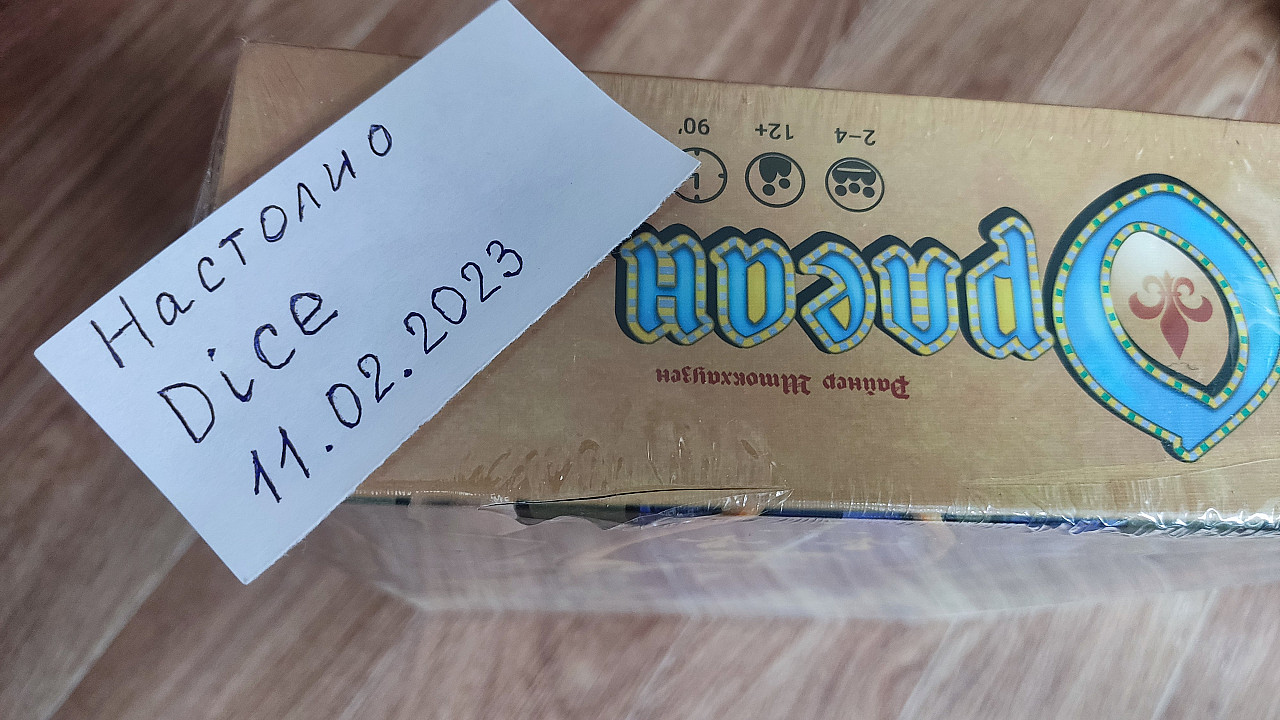 Настолио
Dice
11.02.2023
Орлеан
Райнер Штокхаузен
2–4
12+
90'